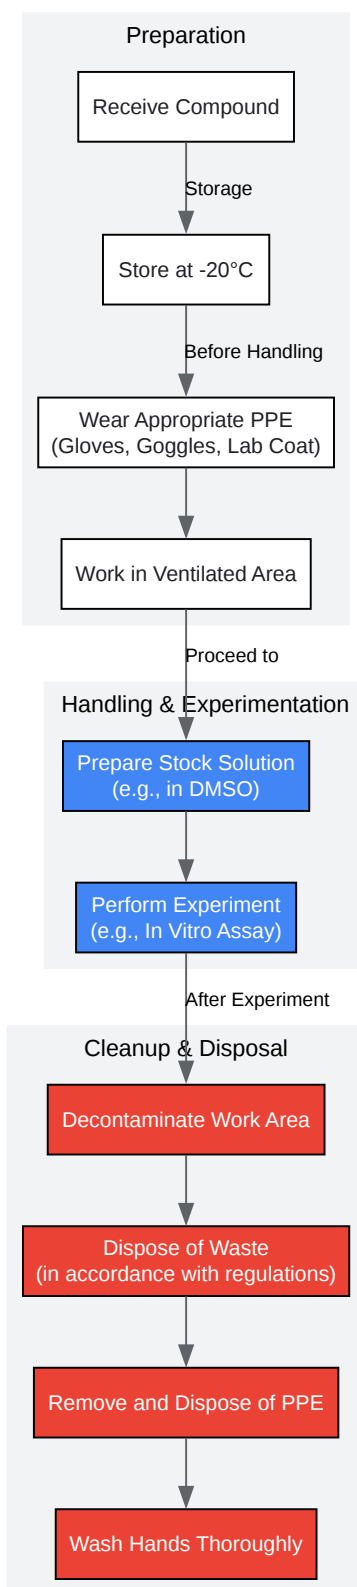 Preparation
Receive Compound
Storage
Store at -20°C
Before Handling
Wear Appropriate PPE
(Gloves, Goggles, Lab Coat)
Work in Ventilated Area
Proceed to
Handling & Experimentation
Prepare Stock Solution
(e.g., in DMSO)
Perform Experiment
(e.g., In Vitro Assay)
After Experiment
Cleanup & Disposal
Decontaminate Work Area
Dispose of Waste
(in accordance with regulations)
Remove and Dispose of PPE
Wash Hands Thoroughly